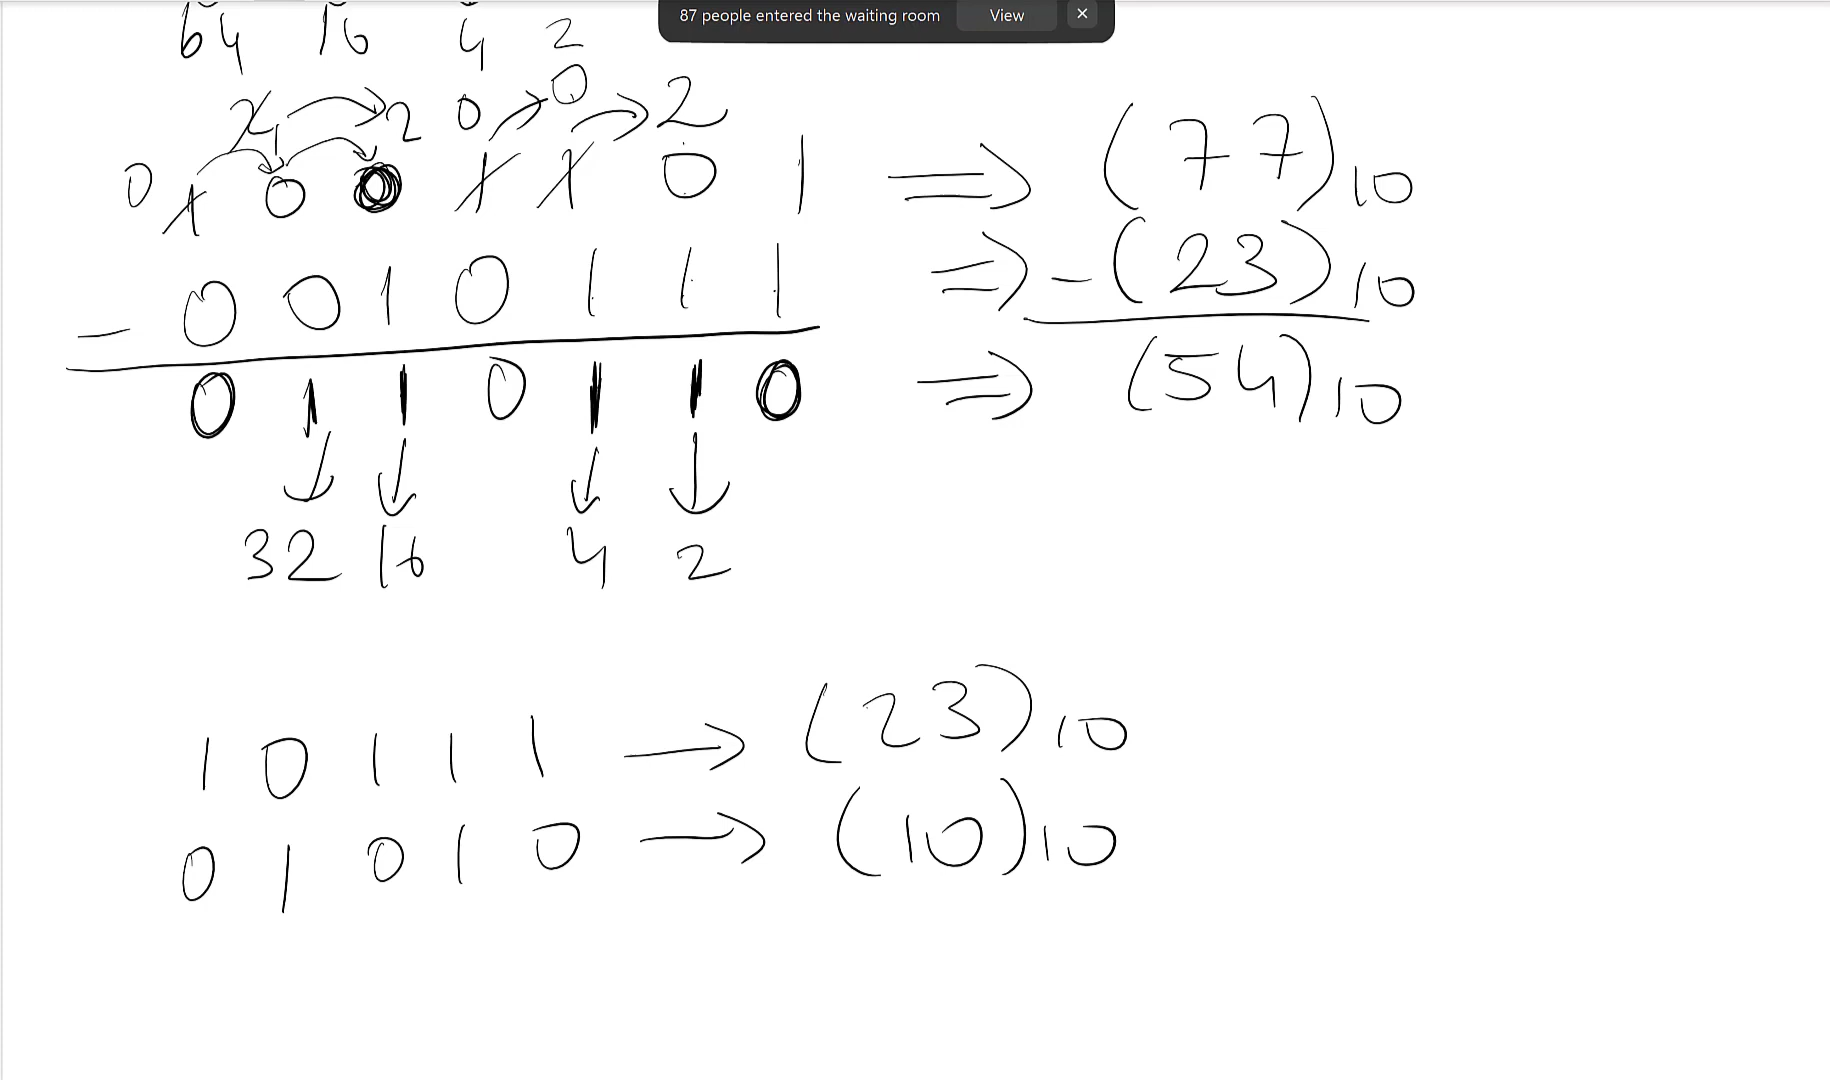 87 people entered the waiting room View ×
64 16 4 2
2 1 2 0 0 2
0 1 0 0 1 1 0 1 ⇒ (77)10
- 0 0 1 0 1 1 1 ⇒ -(23)10
0 1 1 0 1 1 0 ⇒ (54)10
↓ ↓ ↓ ↓
32 16 4 2
1 0 1 1 1 → (23)10
0 1 0 1 0 → (10)10